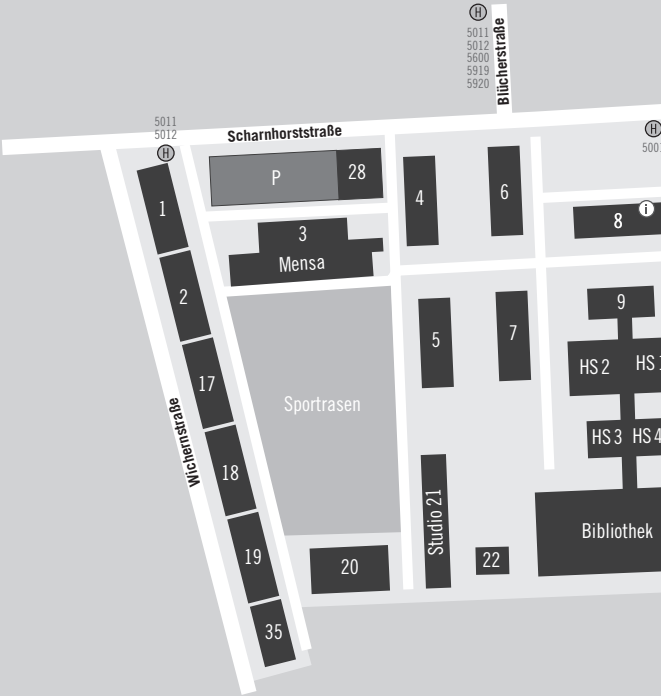 H
5011
5012
5600
5919
5920
Blücherstraße
5011
5012
H
Scharnhorststraße
H
1
P
28
4
6
8
i
3
Mensa
2
9
5
7
HS 2
HS
17
Sportrasen
Wichernstraße
HS 3
HS 4
18
Studio 21
Bibliothek
19
20
22
35